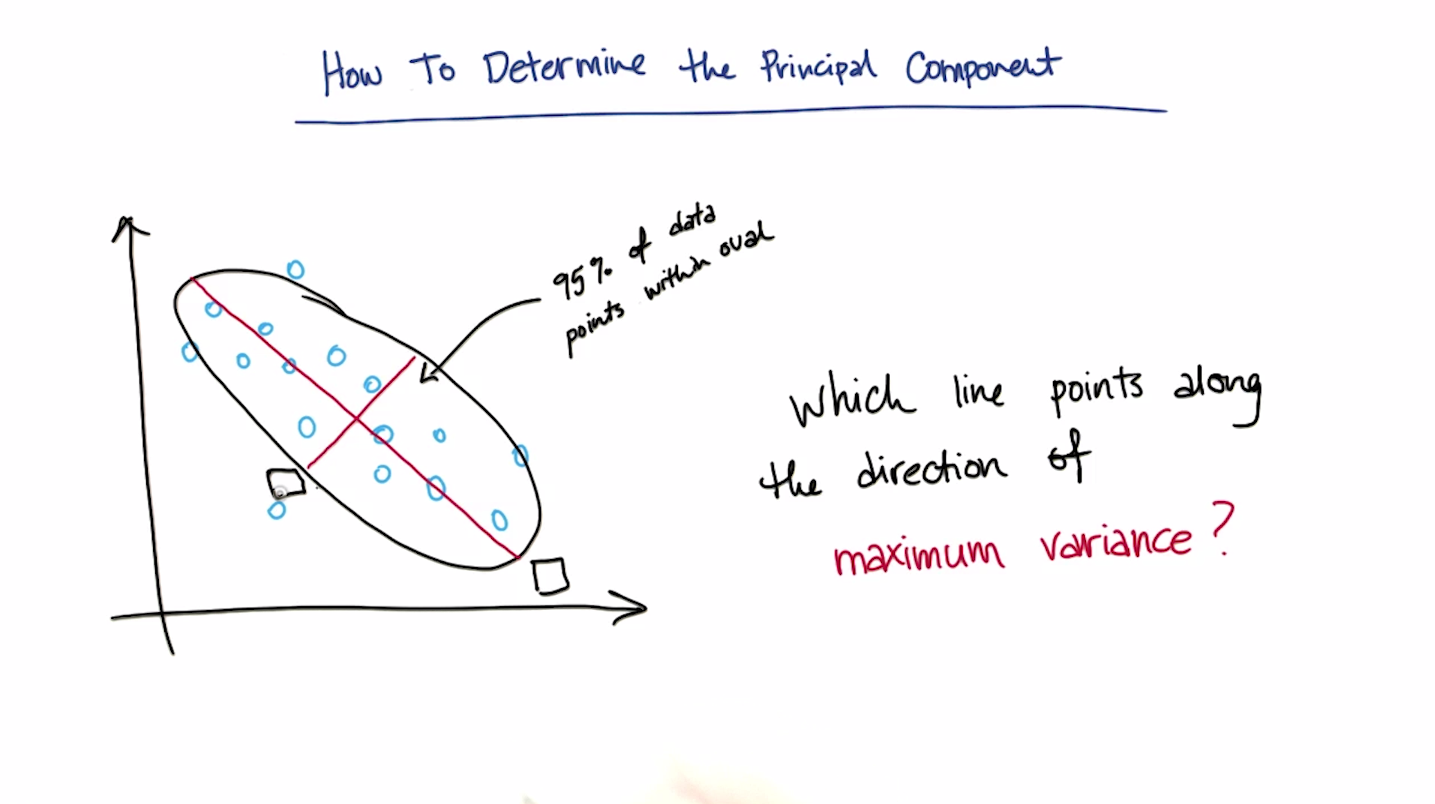 How To Determine the Principal Component
95% of data
points within oval
Which line points along
the direction of
maximum variance?